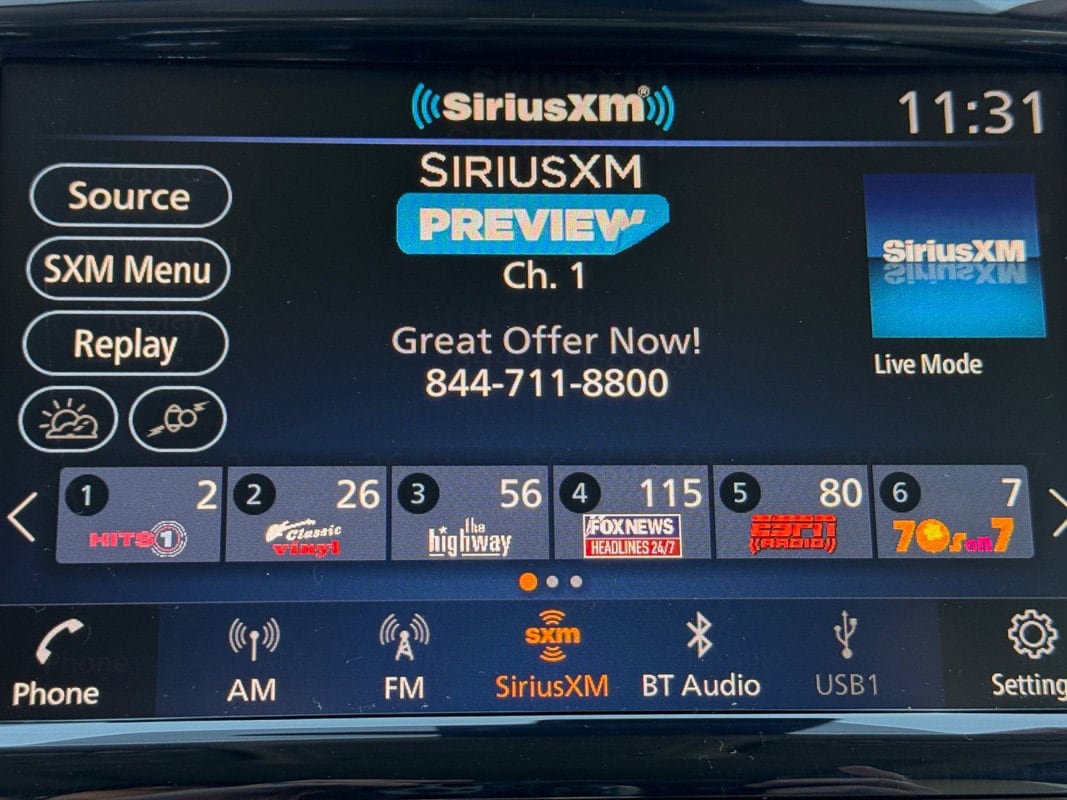 SiriusXM®
11:31
Source
SXM Menu
Replay
SIRIUSXM
PREVIEW
Ch. 1
Great Offer Now!
844-711-8800
SiriusXM
Live Mode
1 2
HITS 1
2 26
Classic
vinyl
3 56
the
highway
4 115
FOX NEWS
HEADLINES 24/7
5 80
ESPN
RADIO
6 7
70s on 7
sxm
Phone
AM
FM
SiriusXM
BT Audio
USB1
Setting